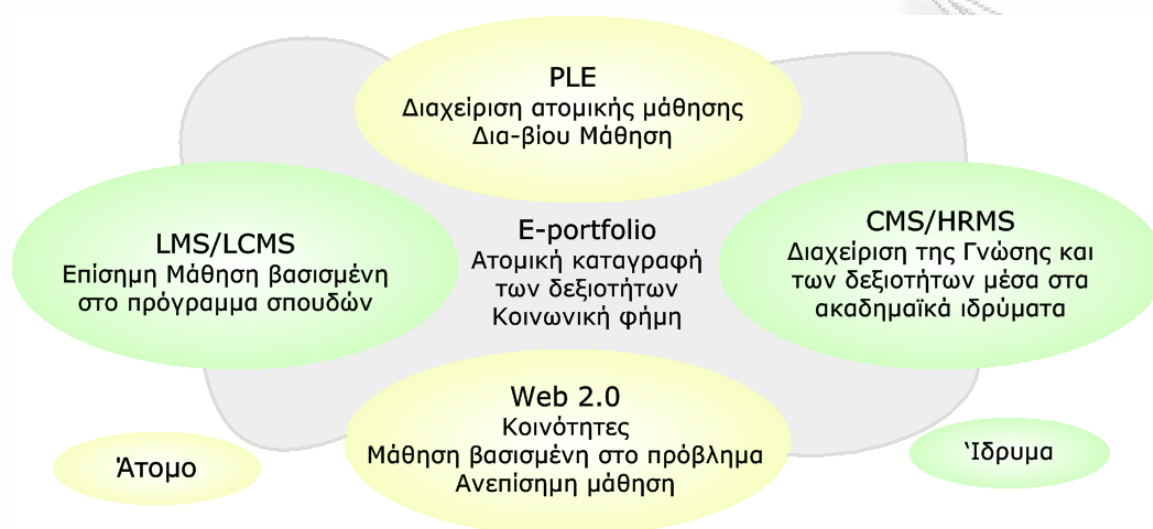 PLE
Διαχείριση ατομικής μάθησης
Δια-βίου Μάθηση
LMS/LCMS
Επίσημη Μάθηση βασισμένη
στο πρόγραμμα σπουδών
E-portfolio
Ατομική καταγραφή
των δεξιοτήτων
Κοινωνική φήμη
CMS/HRMS
Διαχείριση της Γνώσης και
των δεξιοτήτων μέσα στα
ακαδημαϊκά ιδρύματα
Web 2.0
Κοινότητες
Μάθηση βασισμένη στο πρόβλημα
Ανεπίσημη μάθηση
Άτομο
‘Ιδρυμα